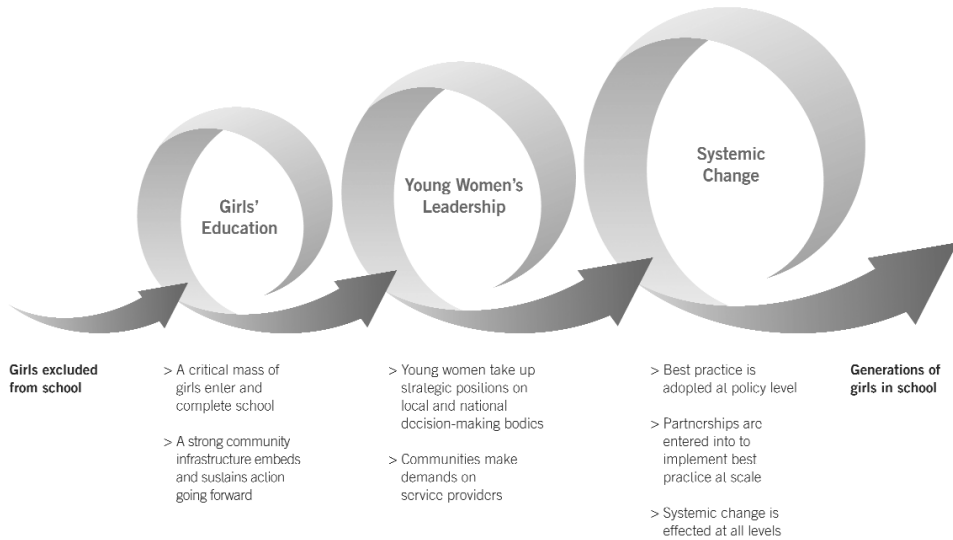 Girls'
Education
Young Women's
Leadership
Systemic
Change
Girls excluded
from school
> A critical mass of
girls enter and
complete school
> A strong community
infrastructure embeds
and sustains action
going forward
> Young women take up
strategic positions on
local and national
decision-making bodies
> Communities make
demands on
service providers
> Best practice is
adopted at policy level
> Partnerships are
entered into to
implement best
practice at scale
> Systemic change is
effected at all levels
Generations of
girls in school